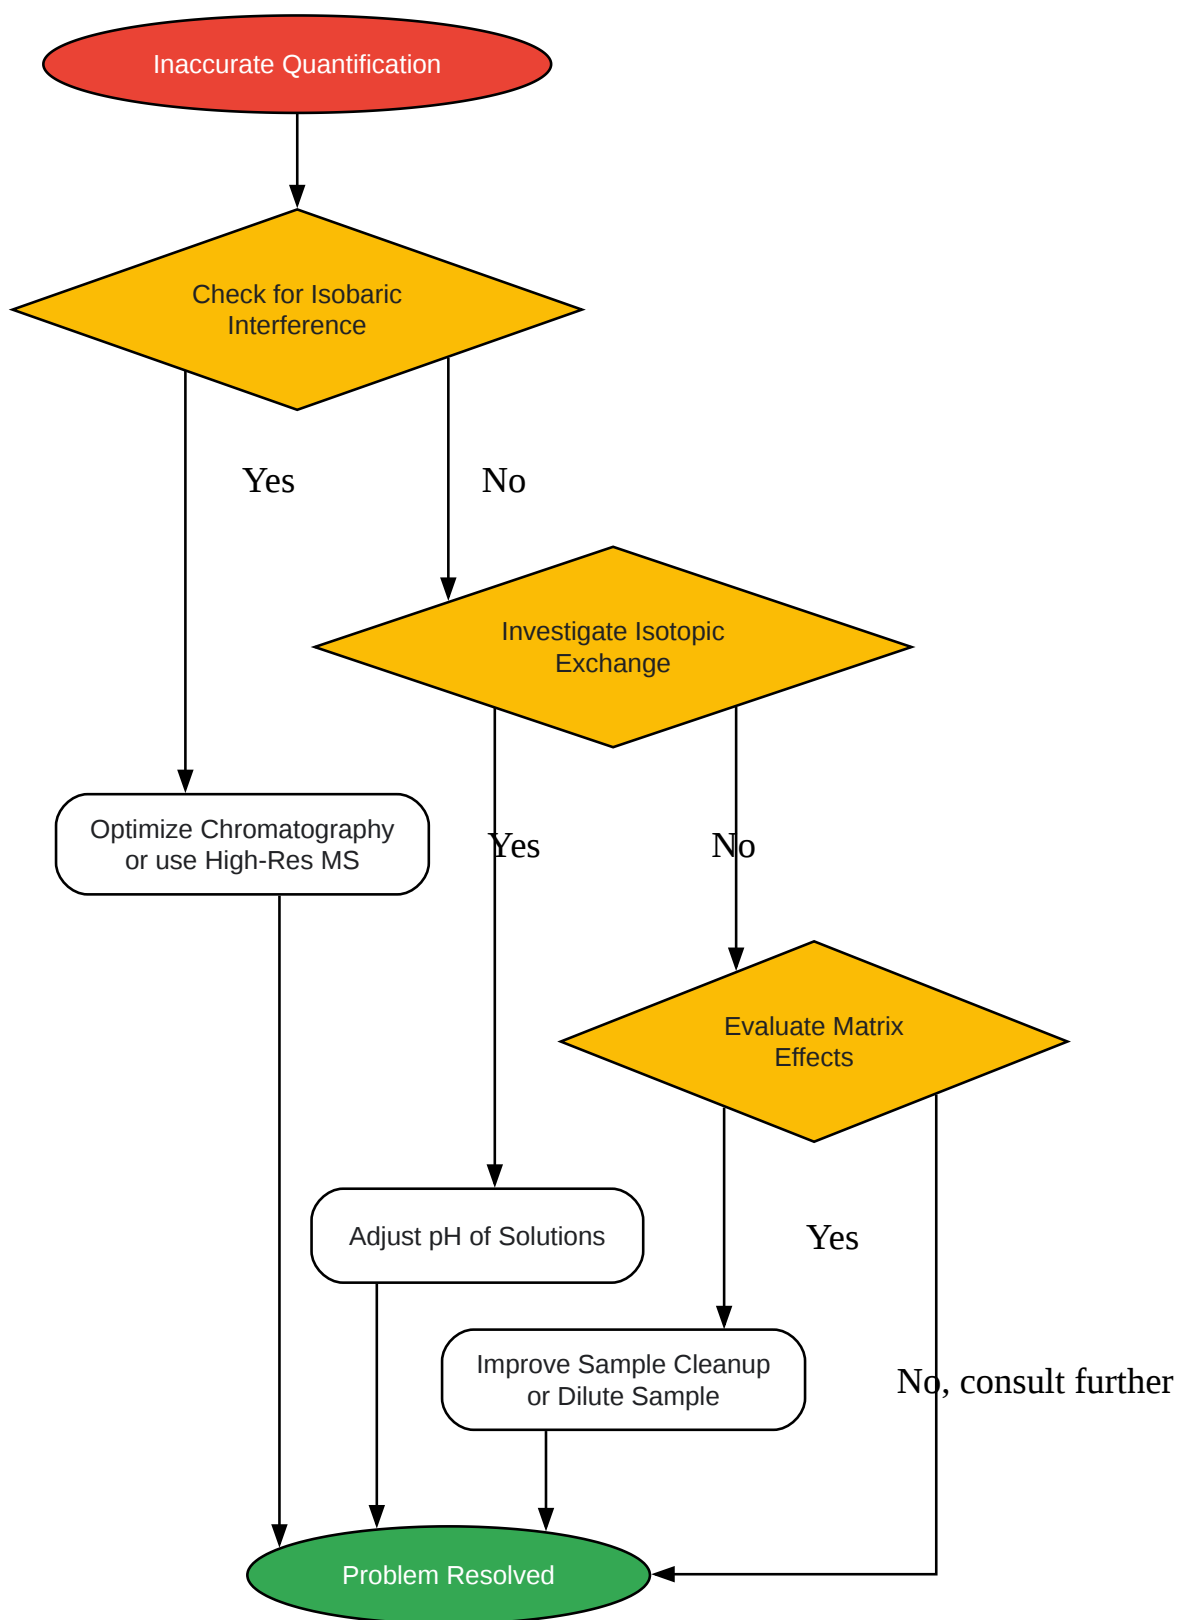 Inaccurate Quantification
Check for Isobaric
Interference
Yes
No
Investigate Isotopic
Exchange
Optimize Chromatography
or use High-Res MS
Yes
No
Evaluate Matrix
Effects
Adjust pH of Solutions
Yes
Improve Sample Cleanup
or Dilute Sample
No, consult further
Problem Resolved